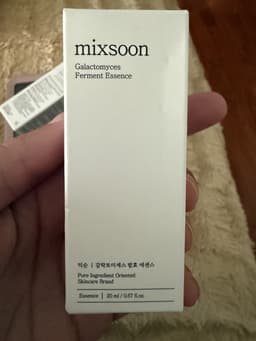 mixsoon
Galactomyces
Ferment Essence
믹순 | 갈락토미세스 발효 에센스
Pure Ingredient Oriented
Skincare Brand
Essence | 20 ml / 0.67 fl.oz